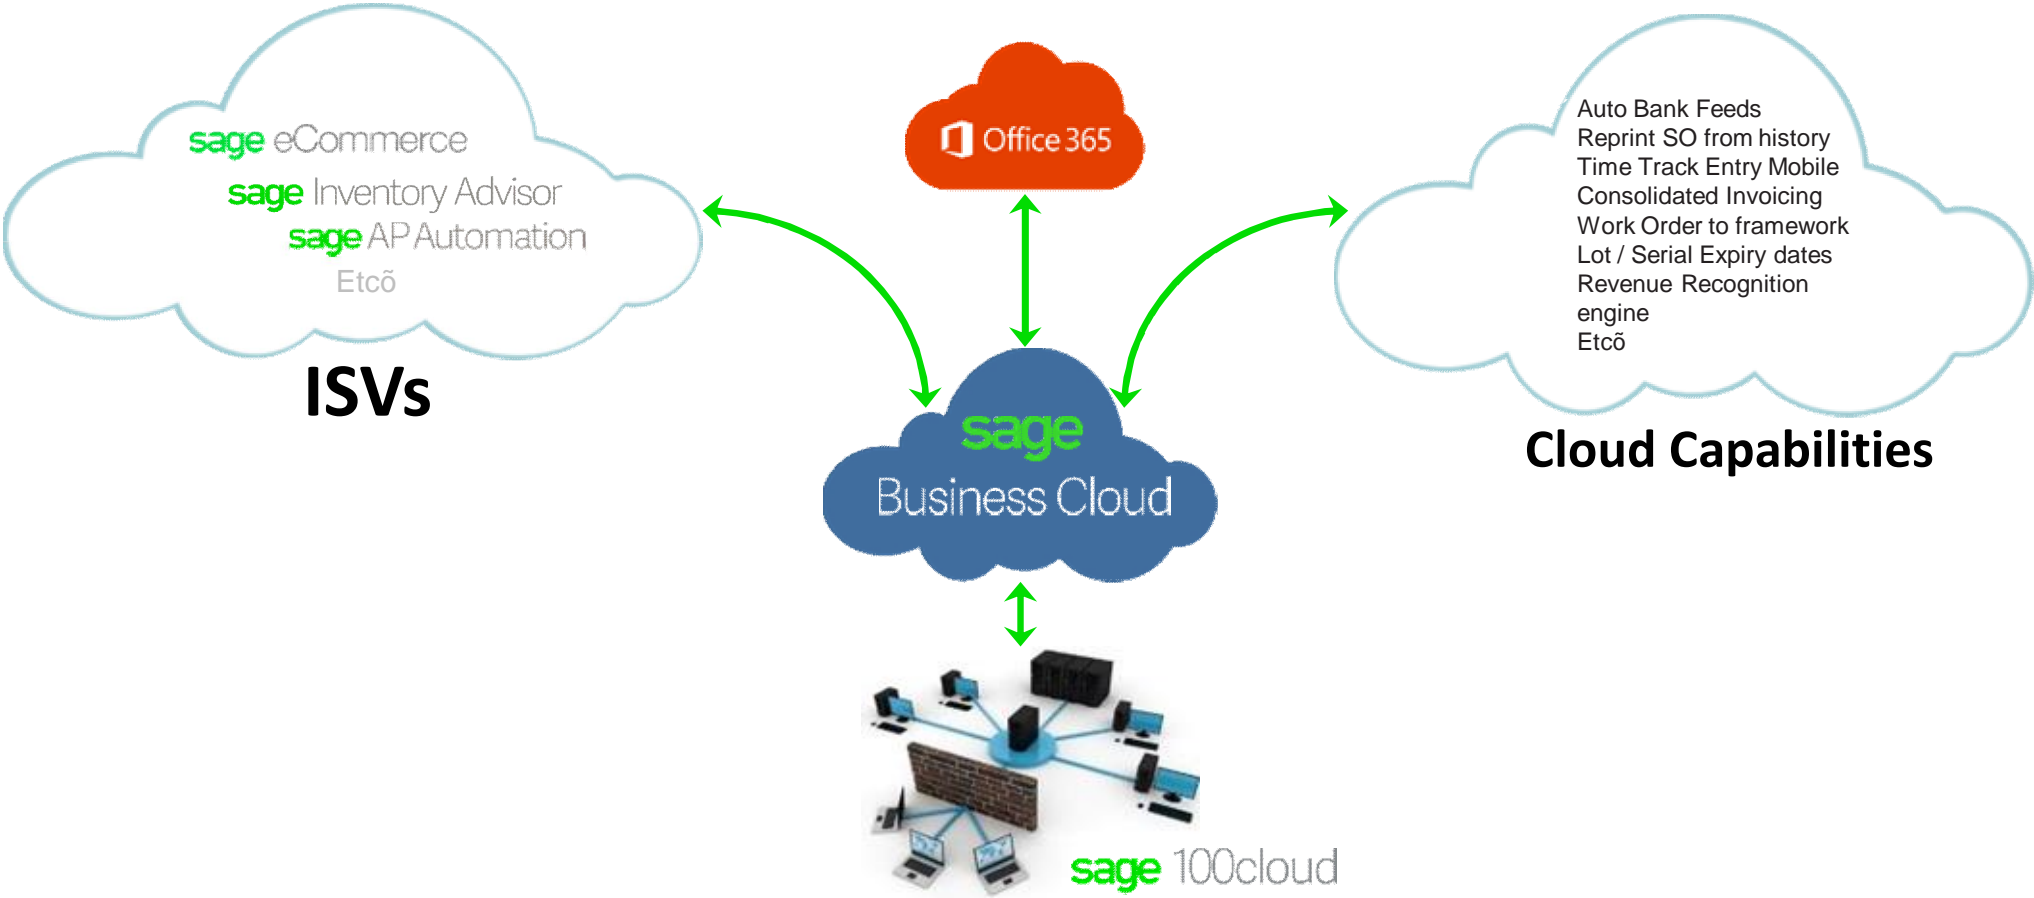 sage eCommerce
sage Inventory Advisor
sage AP Automation
Etcõ
ISVs
Office 365
Auto Bank Feeds
Reprint SO from history
Time Track Entry Mobile
Consolidated Invoicing
Work Order to framework
Lot / Serial Expiry dates
Revenue Recognition
engine
Etcõ
Cloud Capabilities
sage
Business Cloud
sage 100cloud